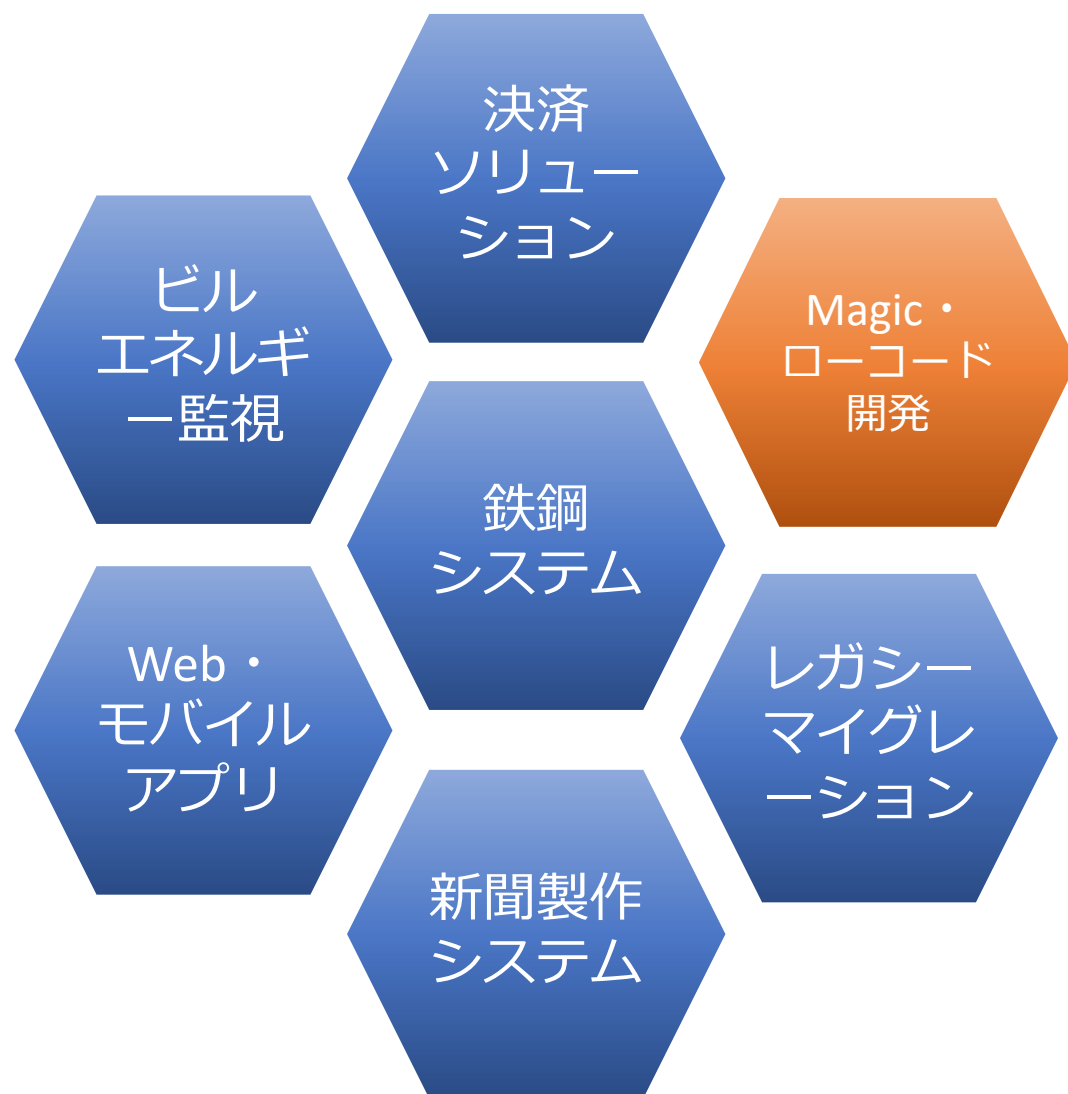 決済
ソリュー
ション
ビル
エネルギ
ー監視
Magic・
ローコード
開発
鉄鋼
システム
Web・
モバイル
アプリ
レガシー
マイグレ
ーション
新聞製作
システム